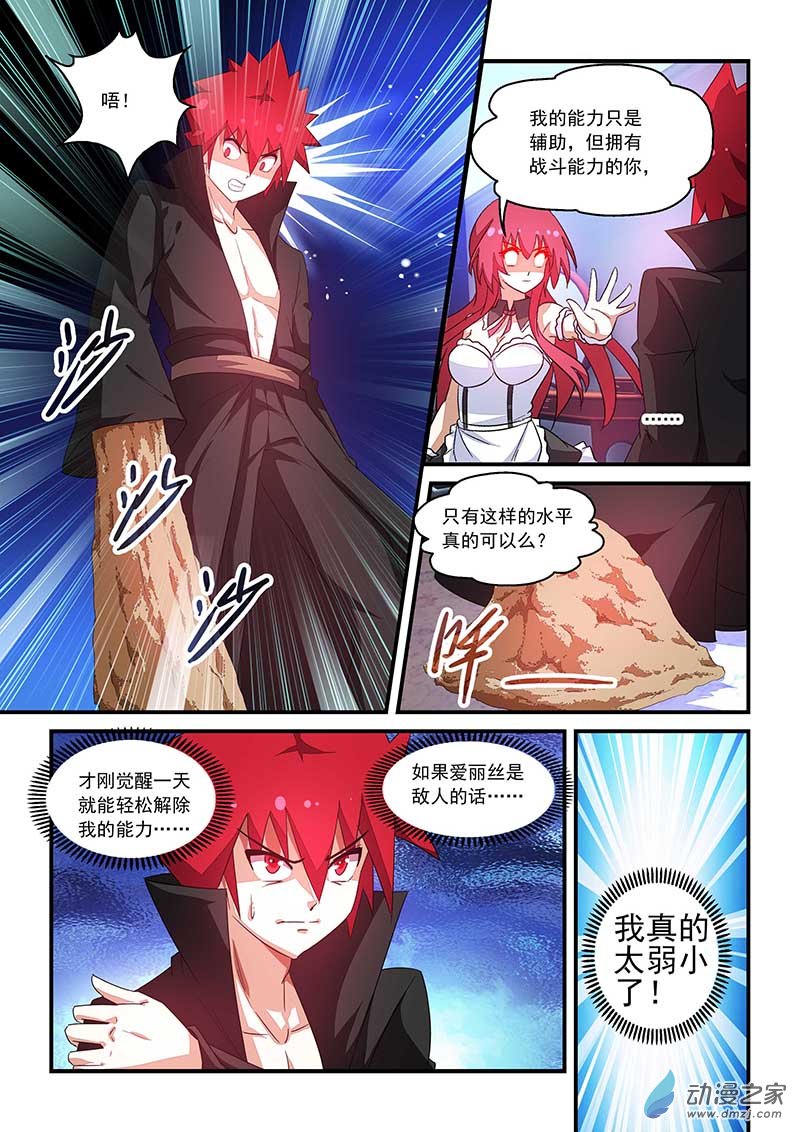 唔！
沙
沙
沙
我的能力只是
辅助，但拥有
战斗能力的你，
……
只有这样的水平
真的可以么？
才刚觉醒一天
就能轻松解除
我的能力……
如果爱丽丝是
敌人的话……
我真的
太弱小
了！
动漫之家
www.dmzj.com